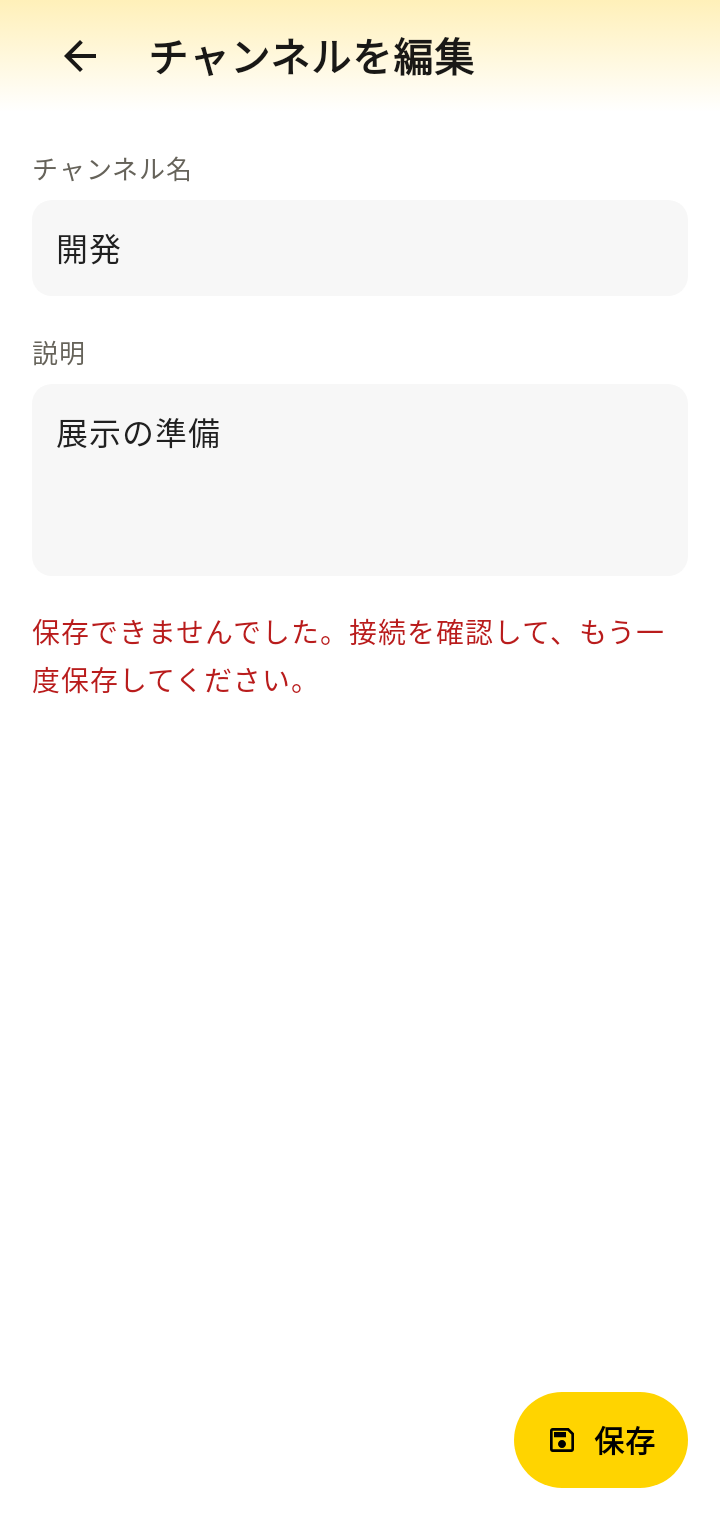 チャンネルを編集
チャンネル名
開発
説明
展示の準備
保存できませんでした。接続を確認して、もう一
度保存してください。
保存